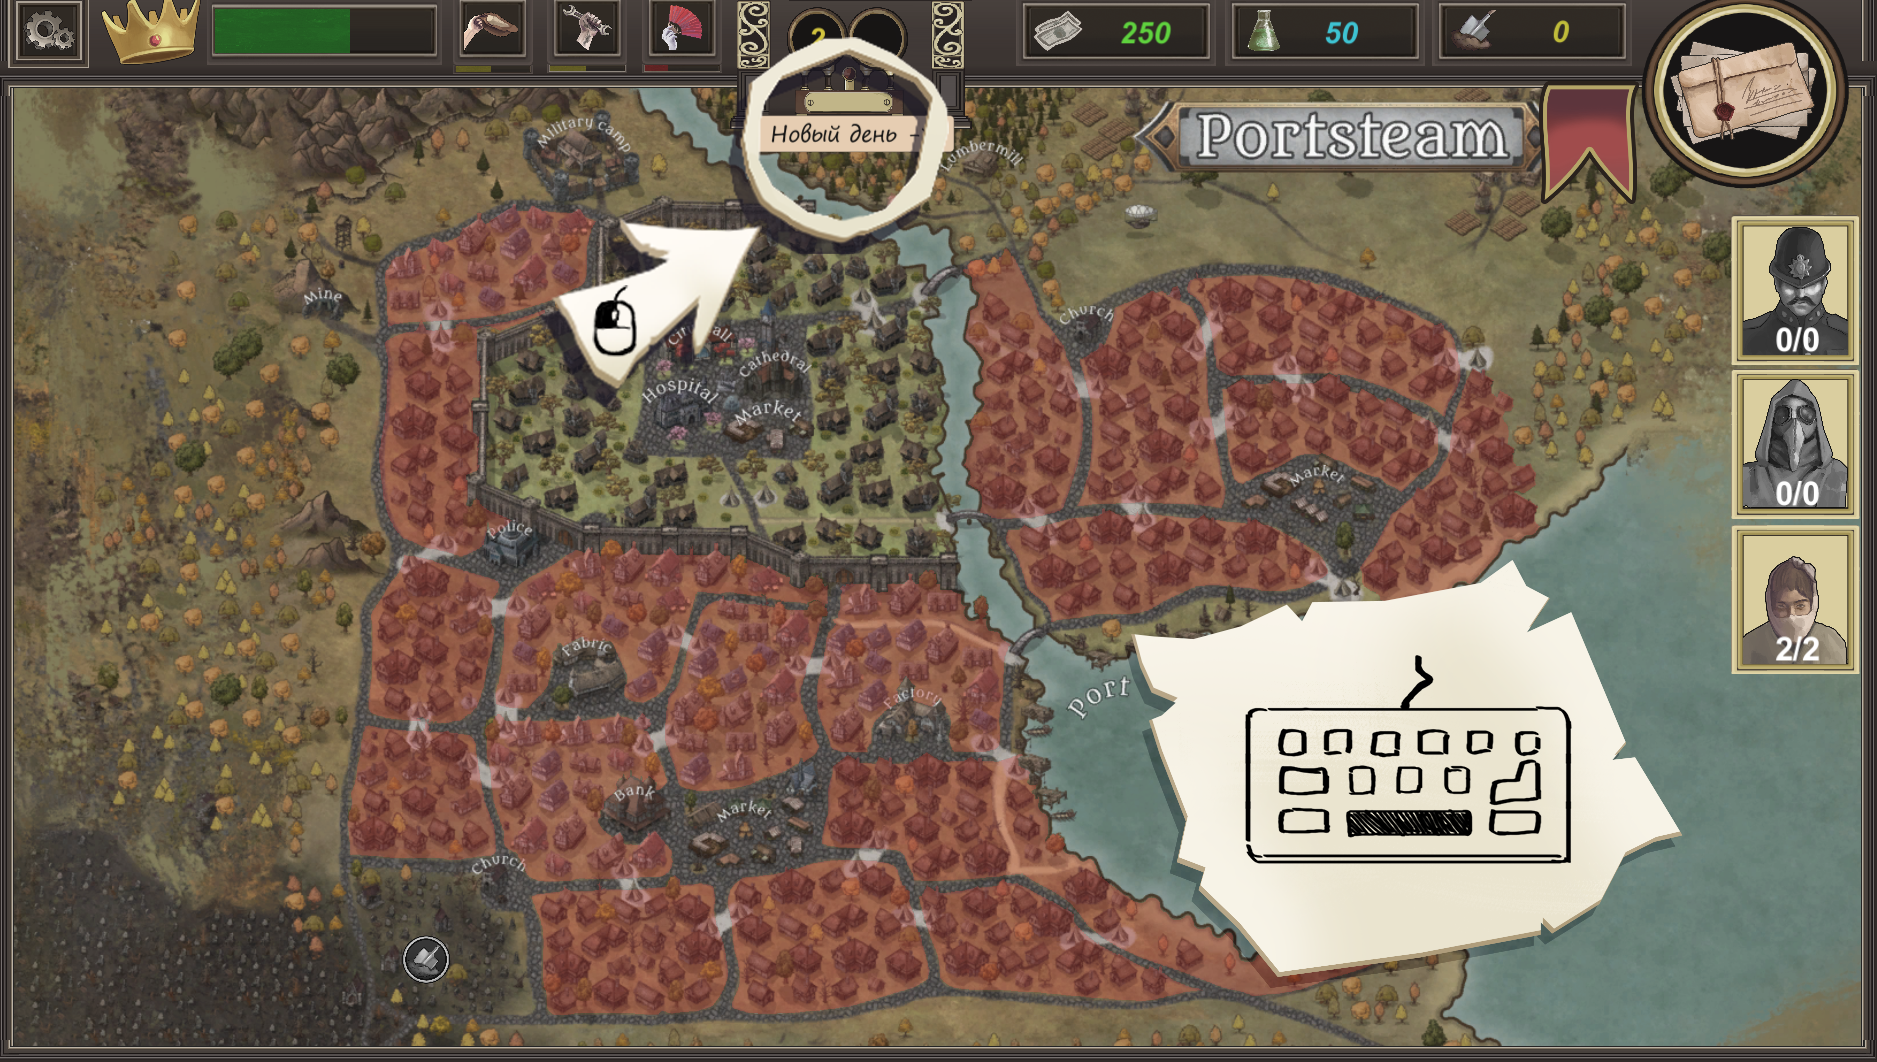 2
250
50
0
Новый день -
Portsteam
Military camp
Lumbermill
Mine
Church
0/0
Cathedral
Hospital
Market
Market
0/0
Police
Fabric
2/2
Factory
Port
Bank
Market
Church